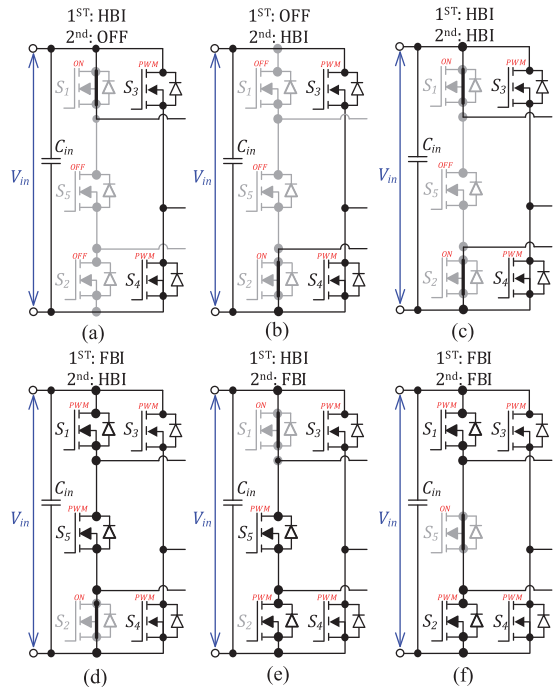 1ST: HBI
2nd: OFF
ON
PWM
S1
S3
Cin
Vin
OFF
S5
OFF
PWM
S2
S4
(a)
1ST: OFF
2nd: HBI
OFF
PWM
S1
S3
Cin
Vin
OFF
S5
ON
PWM
S2
S4
(b)
1ST: HBI
2nd: HBI
ON
PWM
S1
S3
Cin
Vin
OFF
S5
ON
PWM
S2
S4
(c)
1ST: FBI
2nd: HBI
PWM
PWM
S1
S3
Cin
Vin
PWM
S5
ON
PWM
S2
S4
(d)
1ST: HBI
2nd: FBI
ON
PWM
S1
S3
Cin
Vin
PWM
S5
PWM
PWM
S2
S4
(e)
1ST: FBI
2nd: FBI
PWM
PWM
S1
S3
Cin
Vin
ON
S5
PWM
PWM
S2
S4
(f)